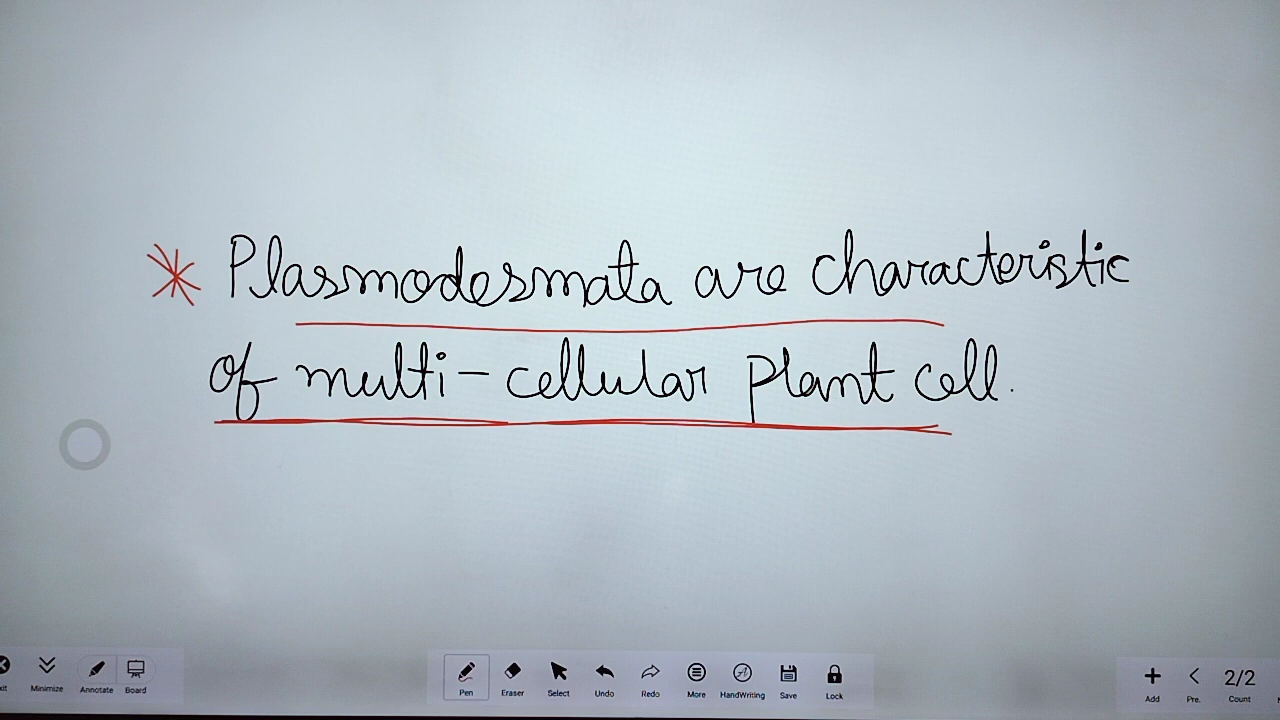 * Plasmodesmata are characteristic
of multi-cellular plant cell.
xit Minimize Annotate Board Pen Eraser Select Undo Redo More HandWriting Save Lock Add Pre. 2/2 Count